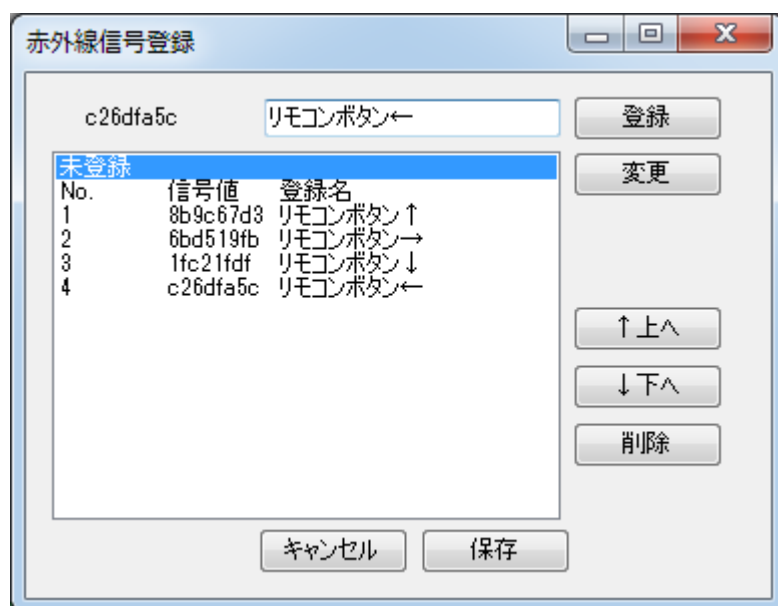 赤外線信号登録
c26dfa5c リモコンボタン← 登録
未登録 変更
No. 信号値 登録名
1 8b9c67d3 リモコンボタン↑
2 6bd519fb リモコンボタン→
3 1fc21fdf リモコンボタン↓
4 c26dfa5c リモコンボタン←
↑上へ
↓下へ
削除
キャンセル 保存